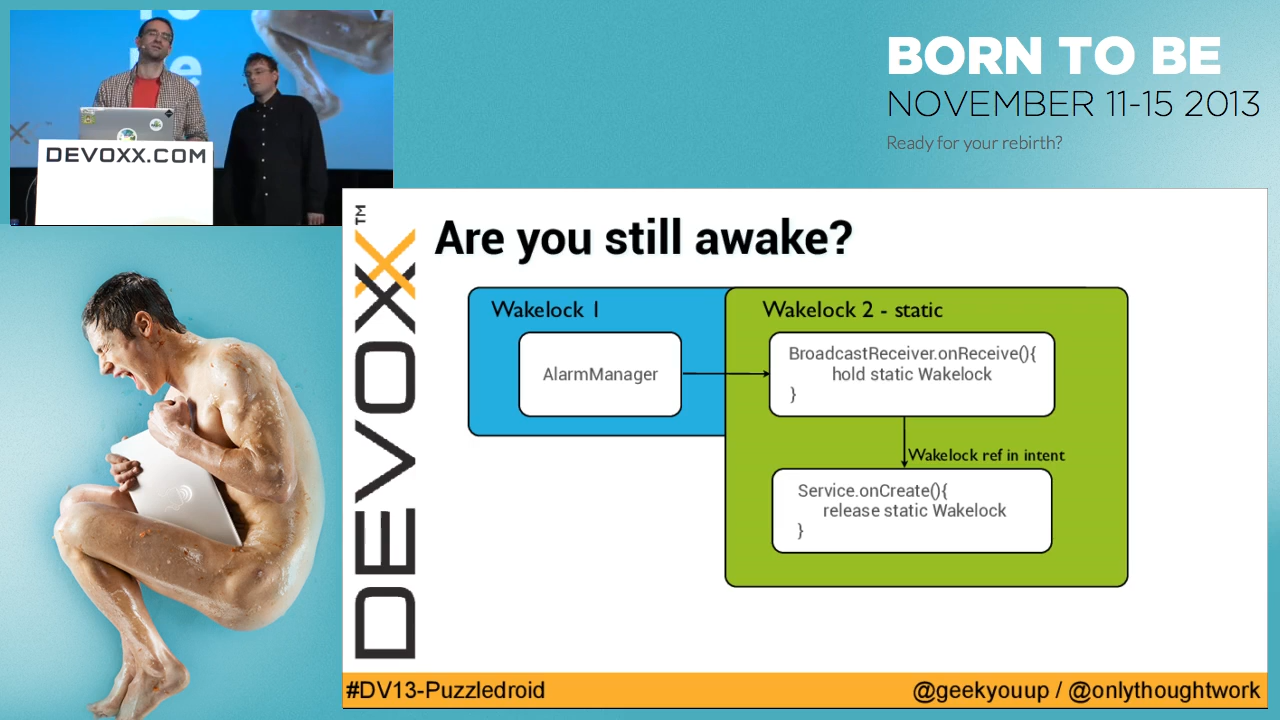 BORN TO BE
NOVEMBER 11-15 2013
Ready for your rebirth?
DEVOXX.COM
DEVOXX™
Are you still awake?
Wakelock 1
AlarmManager
Wakelock 2 - static
BroadcastReceiver.onReceive(){
hold static Wakelock
}
Wakelock ref in intent
Service.onCreate(){
release static Wakelock
}
#DV13-Puzzledroid
@geekyouup / @onlythoughtwork